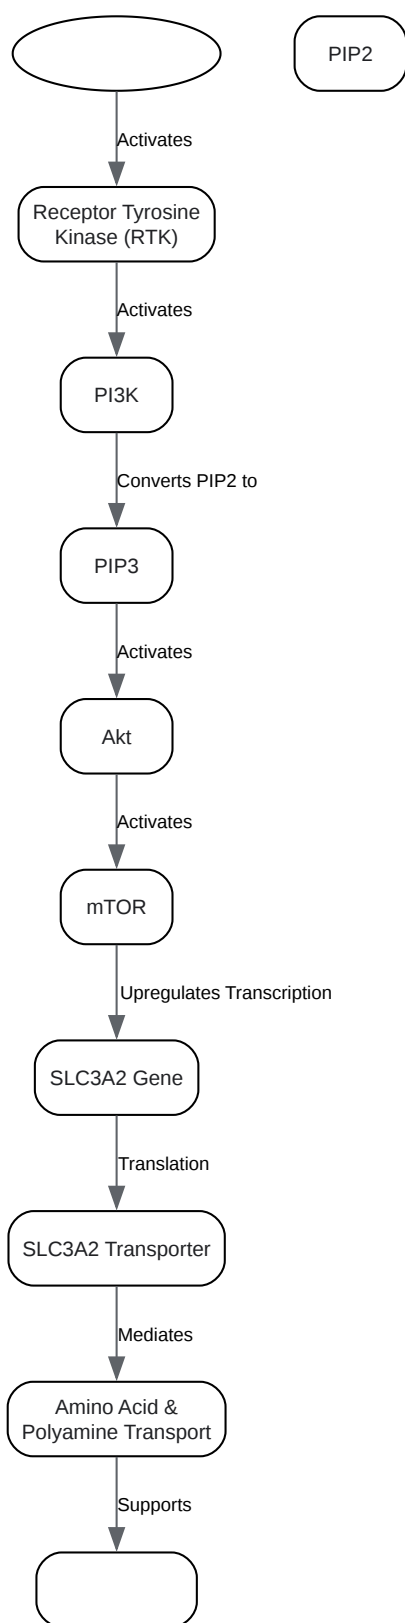 PIP2
Activates
Receptor Tyrosine
Kinase (RTK)
Activates
PI3K
Converts PIP2 to
PIP3
Activates
Akt
Activates
mTOR
Upregulates Transcription
SLC3A2 Gene
Translation
SLC3A2 Transporter
Mediates
Amino Acid &
Polyamine Transport
Supports